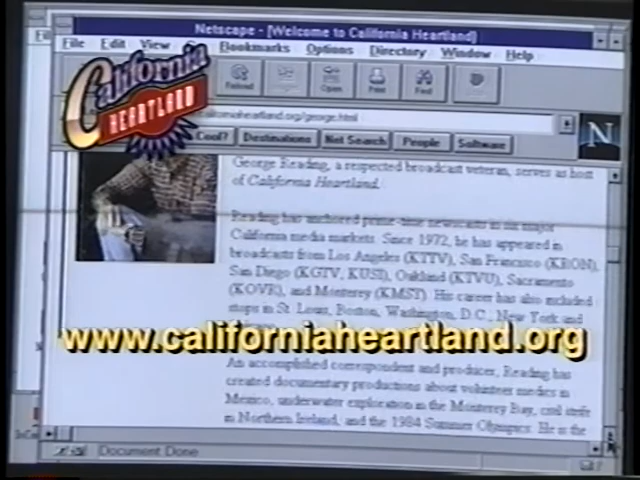 Netscape - [Welcome to California Heartland]
File Edit View Bookmarks Options Directory Window Help
California
HEARTLAND
Reload Open Print Find
californiaheartland.org/george.html
N
Cool? Destinations Net Search People Software
George Reading, a respected broadcast veteran, serves as host
of California Heartland.
Reading has anchored prime-time newscasts in six major
California media markets. Since 1972, he has appeared in
broadcasts from Los Angeles (KTTV), San Francisco (KRON),
San Diego (KGTV, KUSI), Oakland (KTVU), Sacramento
(KOVR), and Monterey (KMST). His career has also included
stops in St. Louis, Boston, Washington, D.C., New York and
www.californiaheartland.org
An accomplished correspondent and producer, Reading has
created documentary productions about volunteer medics in
Mexico, underwater exploration in the Monterey Bay, civil strife
in Northern Ireland, and the 1984 Summer Olympics. He is the
Document Done